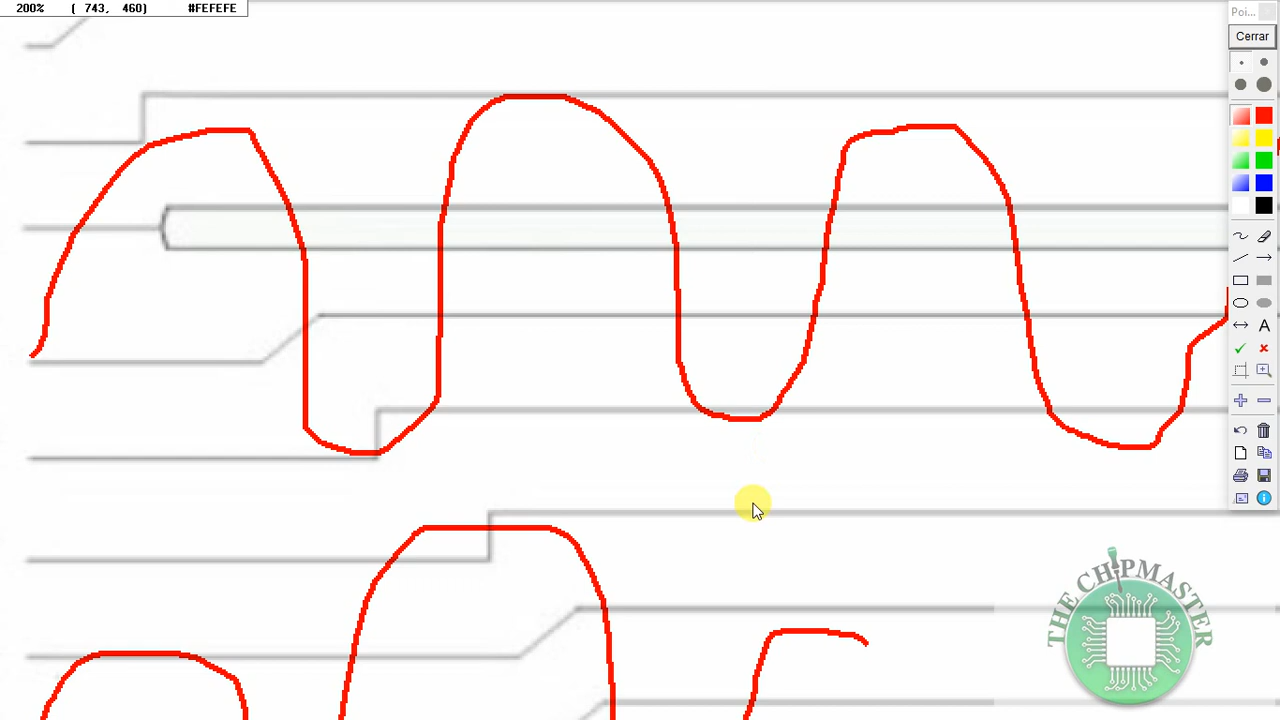 200% ( 743, 460) #FEFEFE
Poi...
Cerrar
A
THE CHIPMASTER